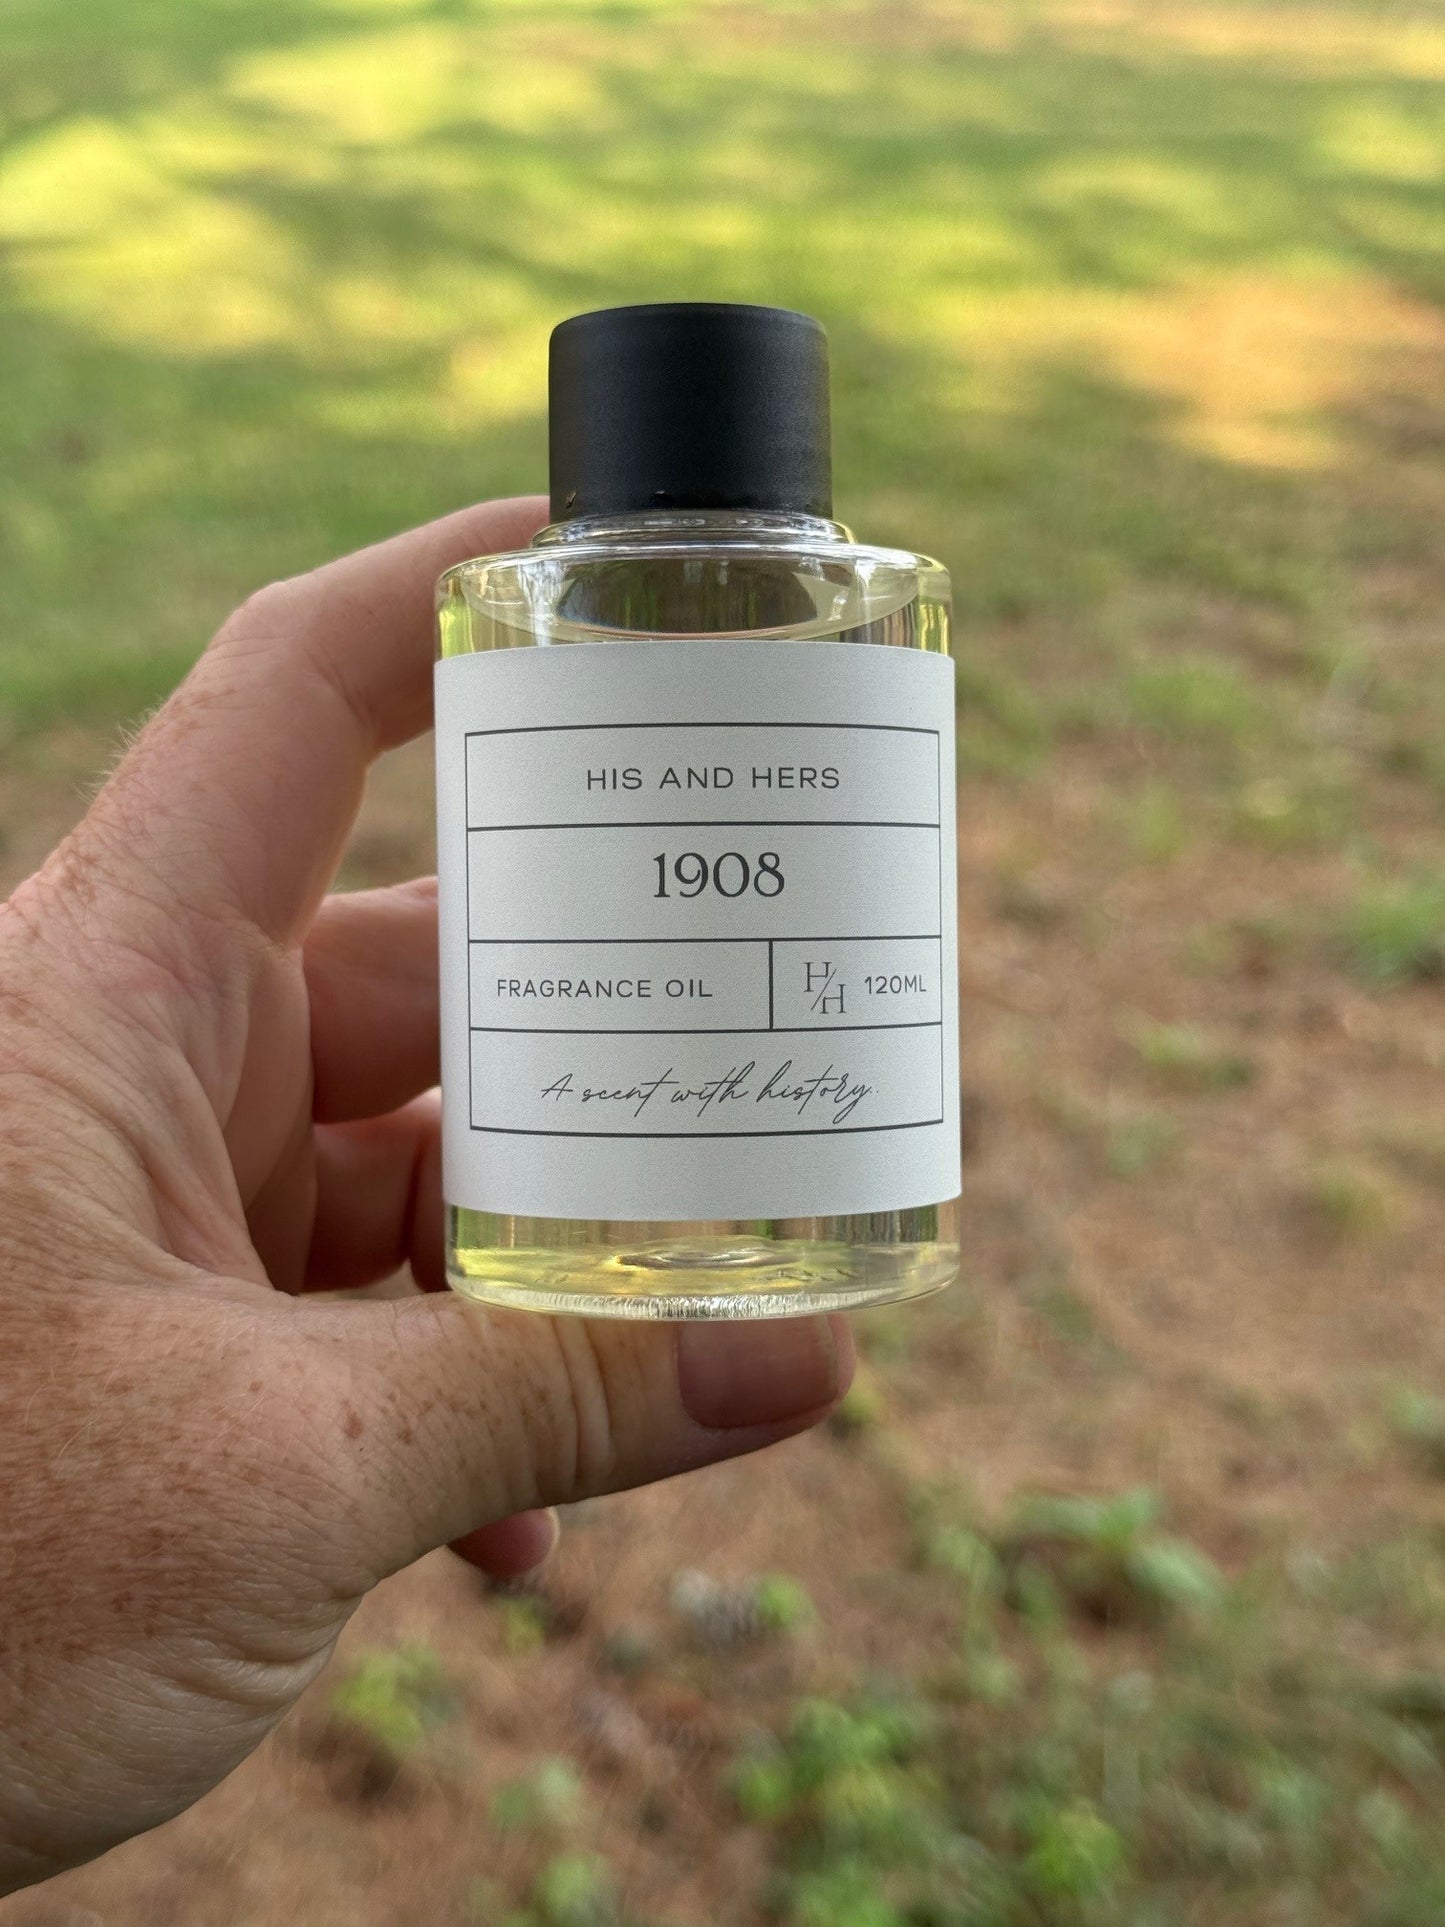 HIS AND HERS
1908
FRAGRANCE OIL
H/H 120ML
A scent with history.